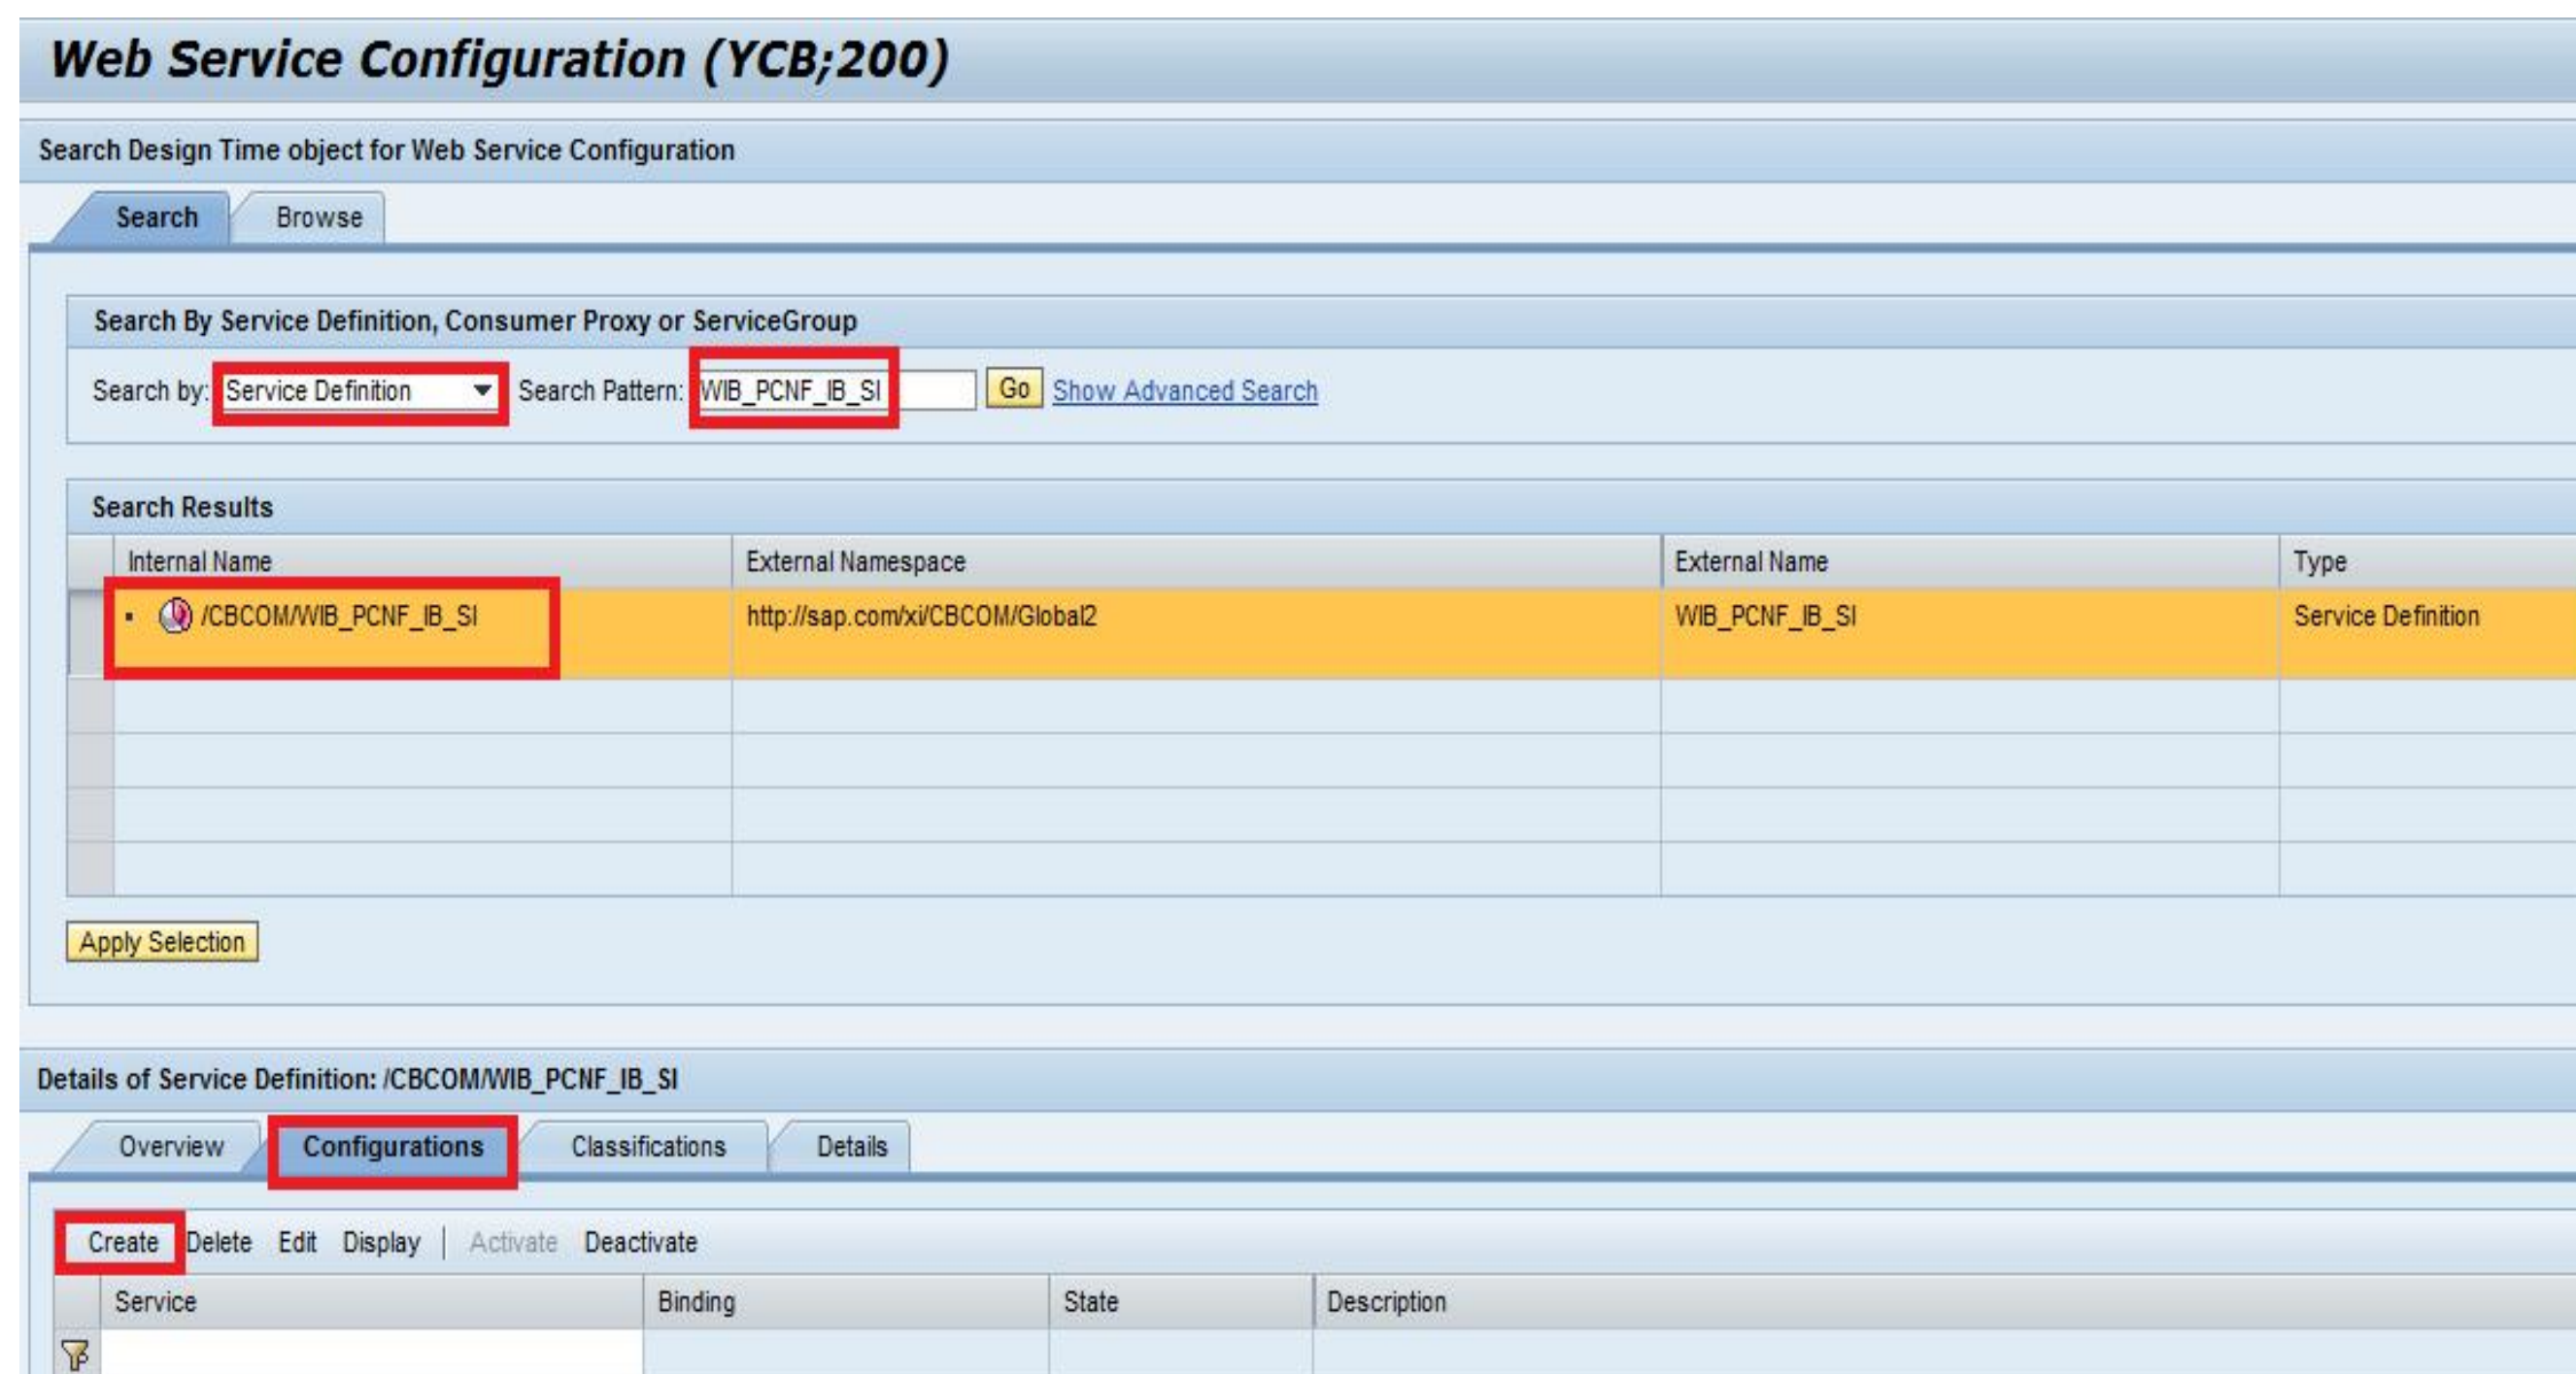 Web Service Configuration (YCB;200)
Search Design Time object for Web Service Configuration
Search Browse
Search By Service Definition, Consumer Proxy or ServiceGroup
Search by: Service Definition Search Pattern: WIB_PCNF_IB_SI Go Show Advanced Search
Search Results
Internal Name External Namespace External Name Type
/CBCOM/WIB_PCNF_IB_SI http://sap.com/xi/CBCOM/Global2 WIB_PCNF_IB_SI Service Definition
Apply Selection
Details of Service Definition: /CBCOM/WIB_PCNF_IB_SI
Overview Configurations Classifications Details
Create Delete Edit Display | Activate Deactivate
Service Binding State Description